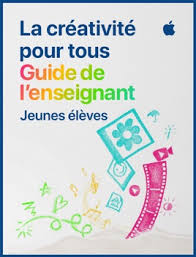 La créativité
pour tous
Guide de
l’enseignant
Jeunes élèves